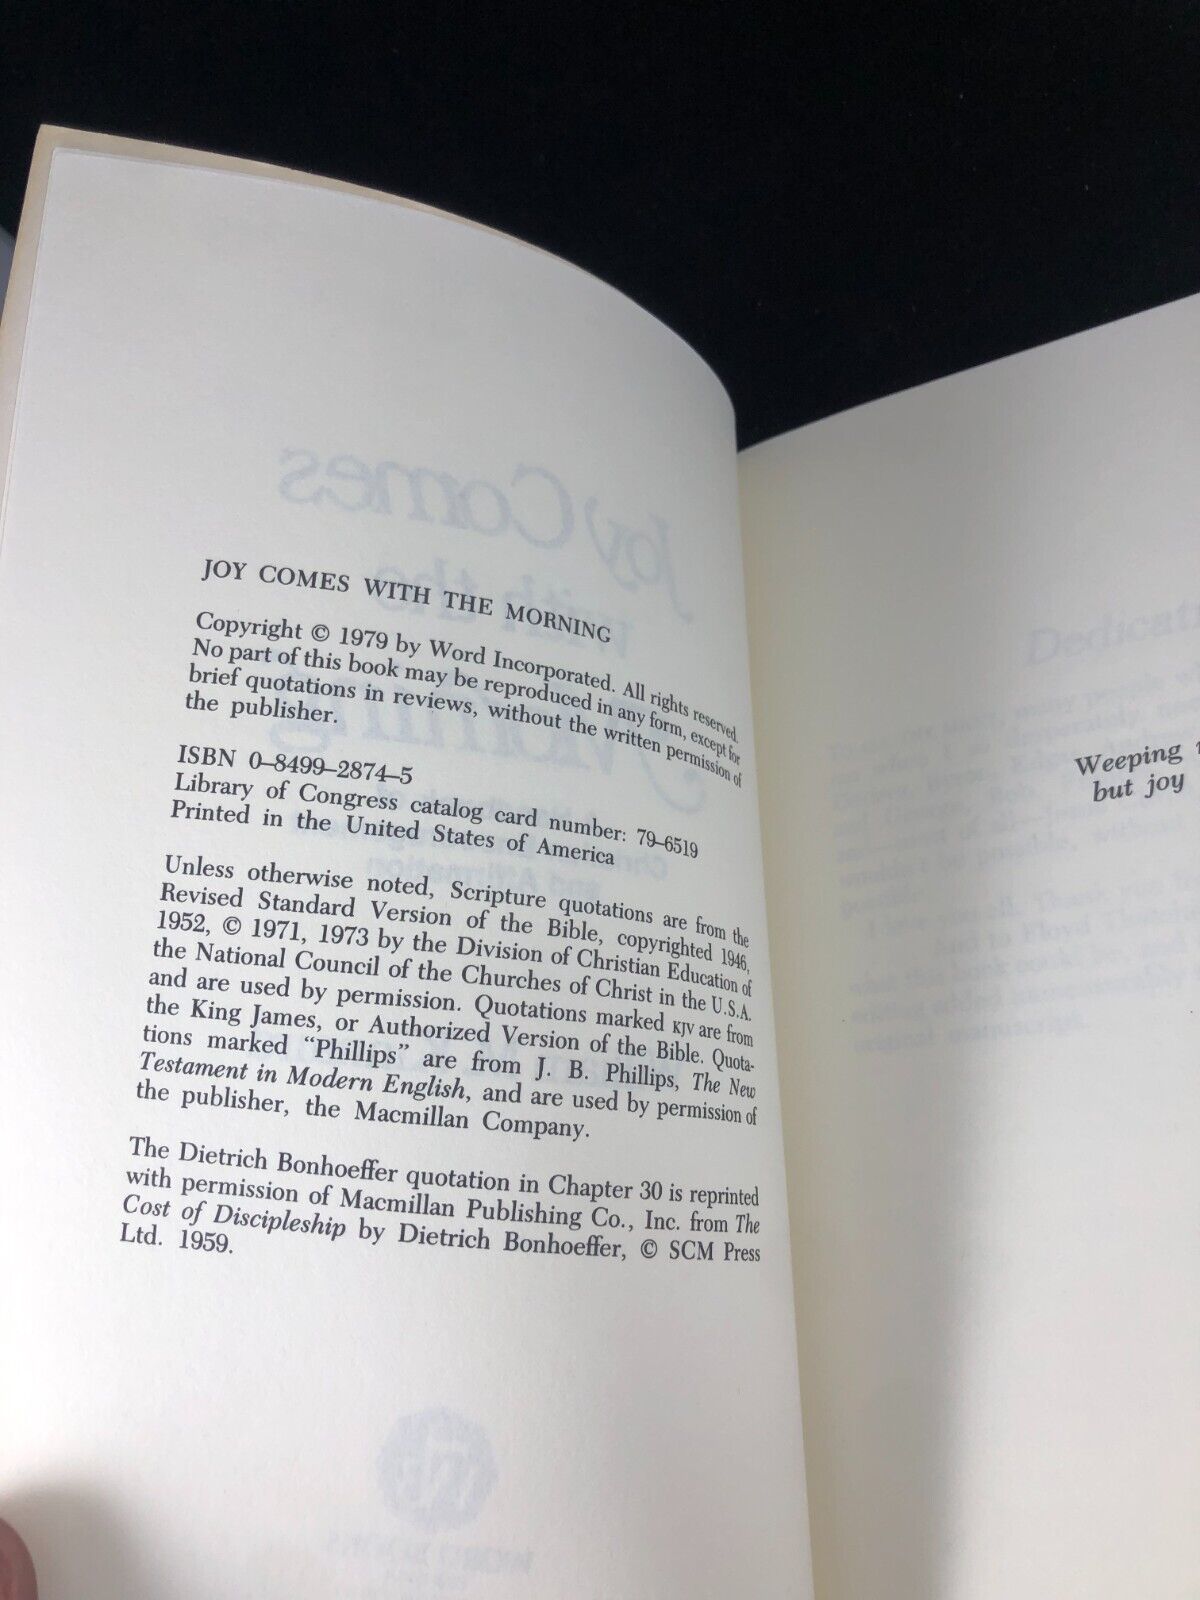 JOY COMES WITH THE MORNING
Copyright © 1979 by Word Incorporated. All rights reserved.
No part of this book may be reproduced in any form, except for
brief quotations in reviews, without the written permission of
the publisher.
ISBN 0–8499–2874–5
Library of Congress catalog card number: 79–6519
Printed in the United States of America
Unless otherwise noted, Scripture quotations are from the
Revised Standard Version of the Bible, copyrighted 1946,
1952, © 1971, 1973 by the Division of Christian Education of
the National Council of the Churches of Christ in the U.S.A.
and are used by permission. Quotations marked KJV are from
the King James, or Authorized Version of the Bible. Quota-
tions marked “Phillips” are from J. B. Phillips, The New
Testament in Modern English, and are used by permission of
the publisher, the Macmillan Company.
The Dietrich Bonhoeffer quotation in Chapter 30 is reprinted
with permission of Macmillan Publishing Co., Inc. from The
Cost of Discipleship by Dietrich Bonhoeffer, © SCM Press
Ltd. 1959.
Weeping
but joy
Joy Comes
with the
Morning